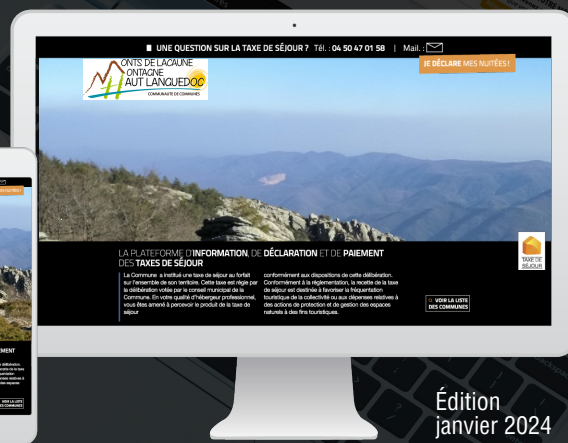 UNE QUESTION SUR LA TAXE DE SÉJOUR ? Tél. : 04 50 47 01 58 | Mail. :
JE DÉCLARE MES NUITÉES !
MONTS DE LACAUNE
MONTAGNE
HAUT LANGUEDOC
COMMUNAUTE DE COMMUNES
LA PLATEFORME D'INFORMATION, DE DÉCLARATION ET DE PAIEMENT
DES TAXES DE SÉJOUR
La Commune a institué une taxe de séjour au forfait
sur l'ensemble de son territoire. Cette taxe est régie par
la délibération votée par le conseil municipal de la
Commune. En votre qualité d'hébergeur professionnel,
vous êtes amené à percevoir le produit de la taxe de
séjour
conformément aux dispositions de cette délibération.
Conformément à la réglementation, la recette de la taxe
de séjour est destinée à favoriser la fréquentation
touristique de la collectivité ou aux dépenses relatives à
des actions de protection et de gestion des espaces
naturels à des fins touristiques.
TAXE DE
SÉJOUR
VOIR LA LISTE
DES COMMUNES
Édition
janvier 2024